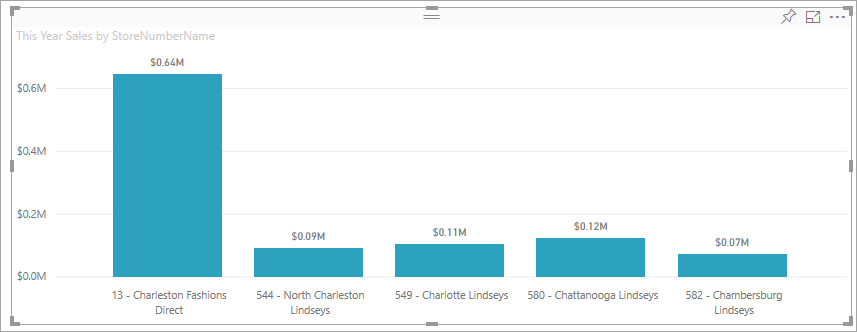 This Year Sales by StoreNumberName
$0.6M
$0.4M
$0.2M
$0.0M
$0.64M
$0.09M
$0.11M
$0.12M
$0.07M
13 - Charleston Fashions
Direct
544 - North Charleston
Lindseys
549 - Charlotte Lindseys
580 - Chattanooga Lindseys
582 - Chambersburg
Lindseys